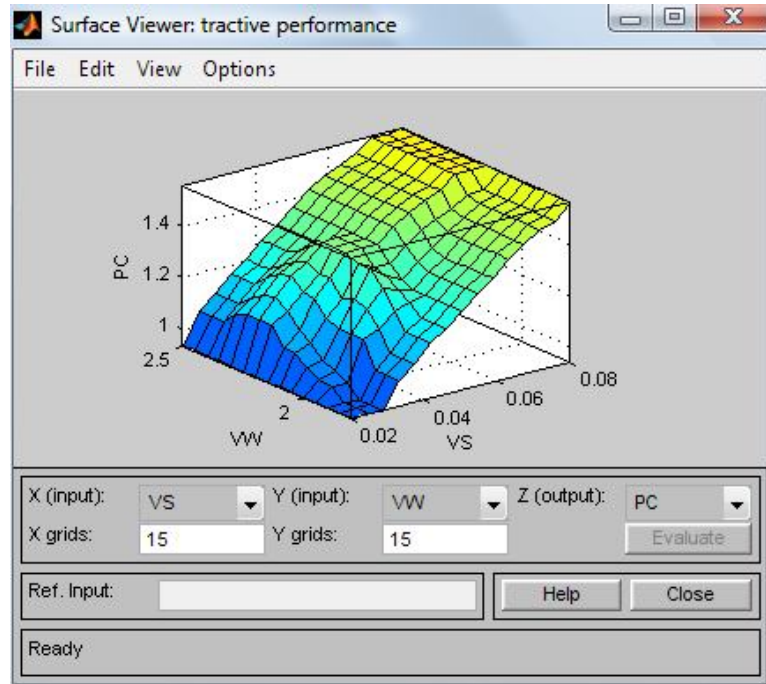 Surface Viewer: tractive performance
File Edit View Options
1.4
PC
1.2
1
2.5
2
VW
0.02
0.04
VS
0.06
0.08
X (input): VS Y (input): VW Z (output): PC
X grids: 15 Y grids: 15 Evaluate
Ref. Input: Help Close
Ready